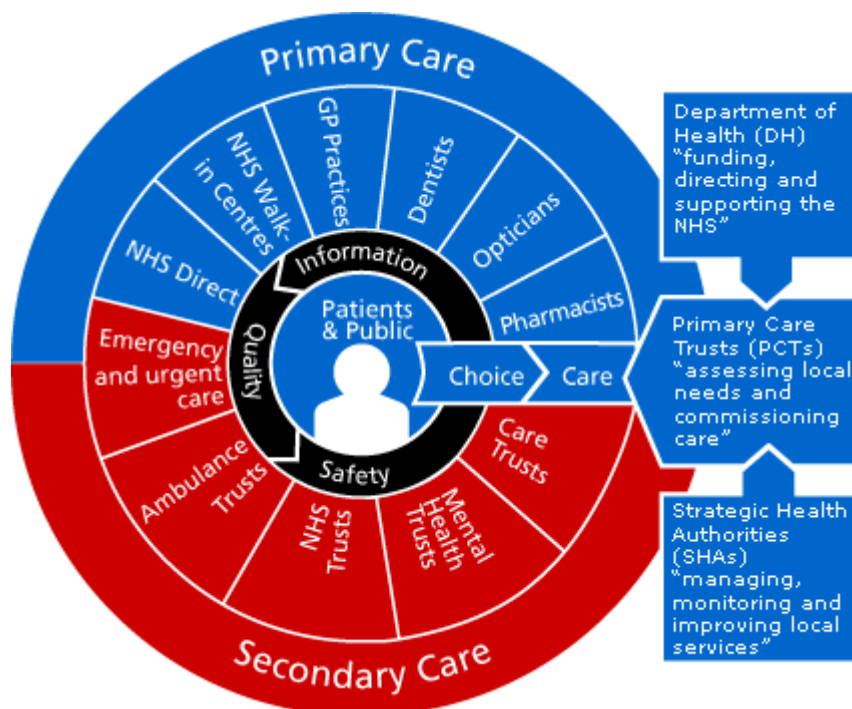 Primary Care
NHS Direct
NHS Walk-
in Centres
GP Practices
Dentists
Opticians
Pharmacists
Information
Quality
Safety
Patients
& Public
Choice
Care
Emergency
and urgent
care
Ambulance
Trusts
NHS
Trusts
Mental
Health
Trusts
Care
Trusts
Secondary Care
Department of
Health (DH)
“funding,
directing and
supporting the
NHS”
Primary Care
Trusts (PCTs)
“assessing local
needs and
commissioning
care”
Strategic Health
Authorities
(SHAs)
“managing,
monitoring and
improving local
services”